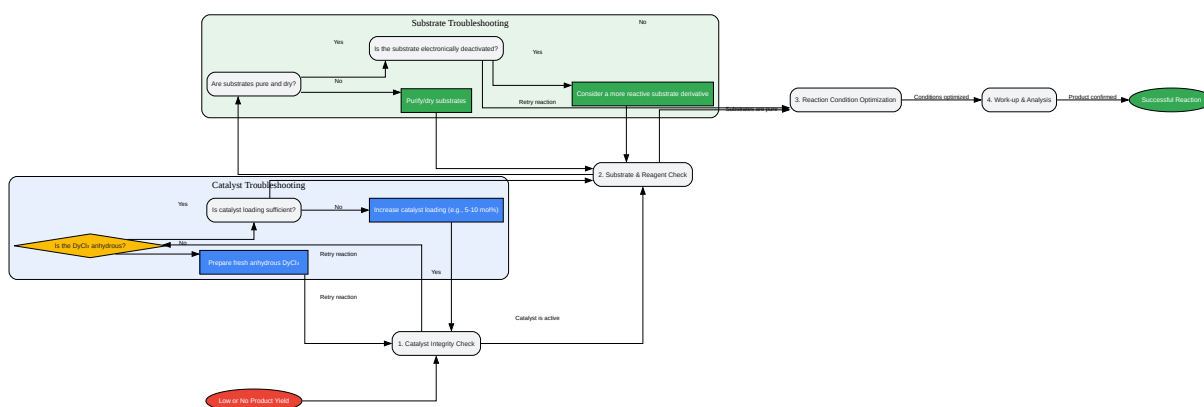 Substrate Troubleshooting
No
Yes
Is the substrate electronically deactivated?
Yes
Are substrates pure and dry?
No
Purify/dry substrates
Consider a more reactive substrate derivative
Retry reaction
Substrates are pure
3. Reaction Condition Optimization
Conditions optimized
4. Work-up & Analysis
Product confirmed
Successful Reaction
2. Substrate & Reagent Check
Catalyst Troubleshooting
Yes
Is catalyst loading sufficient?
No
Increase catalyst loading (e.g., 5-10 mol%)
Is the DyCl₃ anhydrous?
No
Prepare fresh anhydrous DyCl₃
Retry reaction
Yes
Retry reaction
Catalyst is active
1. Catalyst Integrity Check
Low or No Product Yield